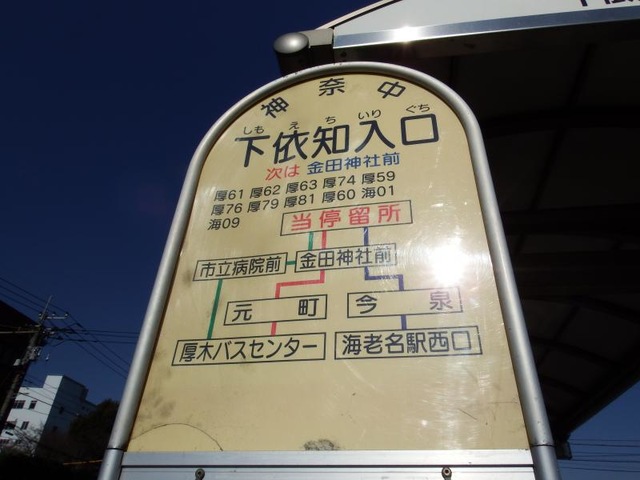 神奈中
しも え ち いり ぐち
下依知入口
次は 金田神社前
厚61 厚62 厚63 厚74 厚59
厚76 厚79 厚81 厚60 海01
海09
当停留所
市立病院前 金田神社前
元町 今泉
厚木バスセンター 海老名駅西口